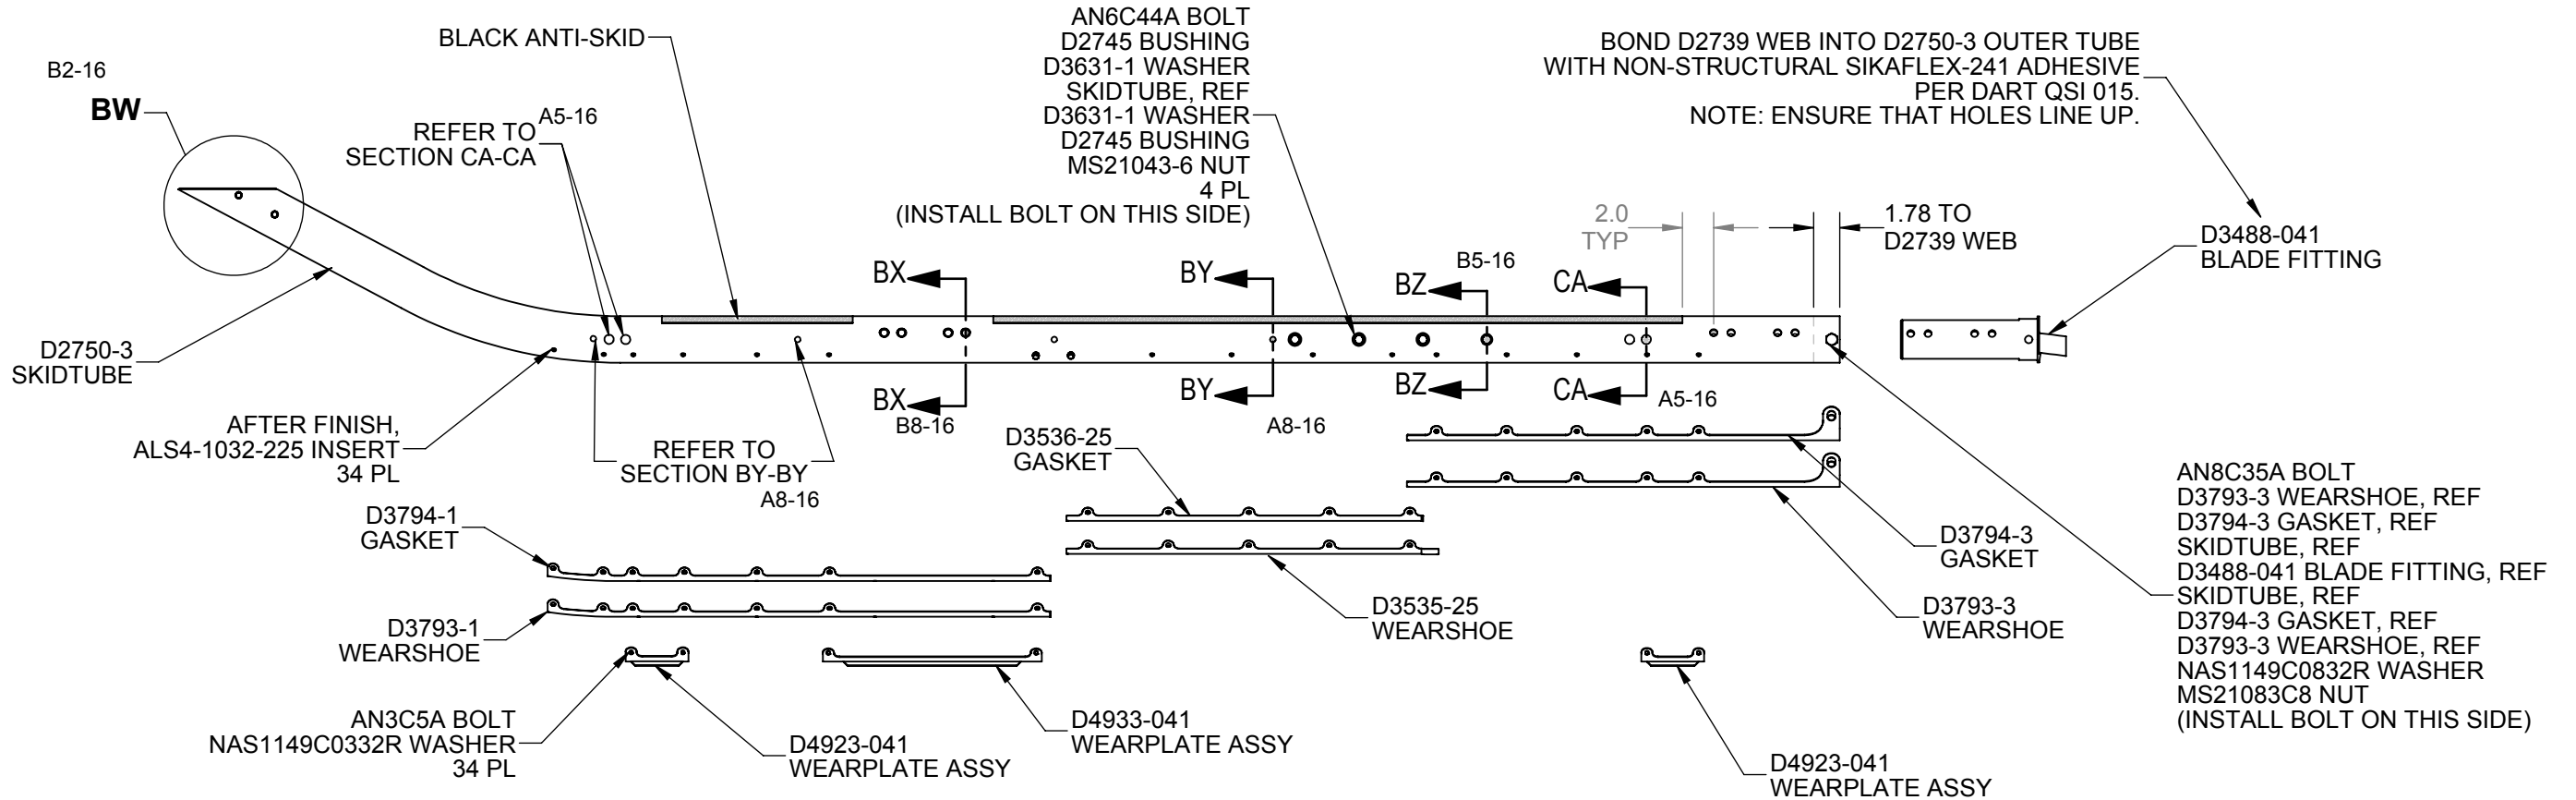 B2-16
BW
BLACK ANTI-SKID
REFER TO
SECTION CA-CA
A5-16
AN6C44A BOLT
D2745 BUSHING
D3631-1 WASHER
SKIDTUBE, REF
D3631-1 WASHER
D2745 BUSHING
MS21043-6 NUT
4 PL
(INSTALL BOLT ON THIS SIDE)
BOND D2739 WEB INTO D2750-3 OUTER TUBE
WITH NON-STRUCTURAL SIKAFLEX-241 ADHESIVE
PER DART QSI 015.
NOTE: ENSURE THAT HOLES LINE UP.
2.0
TYP
1.78 TO
D2739 WEB
D3488-041
BLADE FITTING
BX
BY
BZ
B5-16
CA
D2750-3
SKIDTUBE
BX
B8-16
BY
A8-16
BZ
CA
A5-16
AFTER FINISH,
ALS4-1032-225 INSERT
34 PL
REFER TO
SECTION BY-BY
A8-16
D3536-25
GASKET
D3794-1
GASKET
D3794-3
GASKET
D3793-1
WEARSHOE
D3535-25
WEARSHOE
D3793-3
WEARSHOE
AN8C35A BOLT
D3793-3 WEARSHOE, REF
D3794-3 GASKET, REF
SKIDTUBE, REF
D3488-041 BLADE FITTING, REF
SKIDTUBE, REF
D3794-3 GASKET, REF
D3793-3 WEARSHOE, REF
NAS1149C0832R WASHER
MS21083C8 NUT
(INSTALL BOLT ON THIS SIDE)
AN3C5A BOLT
NAS1149C0332R WASHER
34 PL
D4923-041
WEARPLATE ASSY
D4933-041
WEARPLATE ASSY
D4923-041
WEARPLATE ASSY